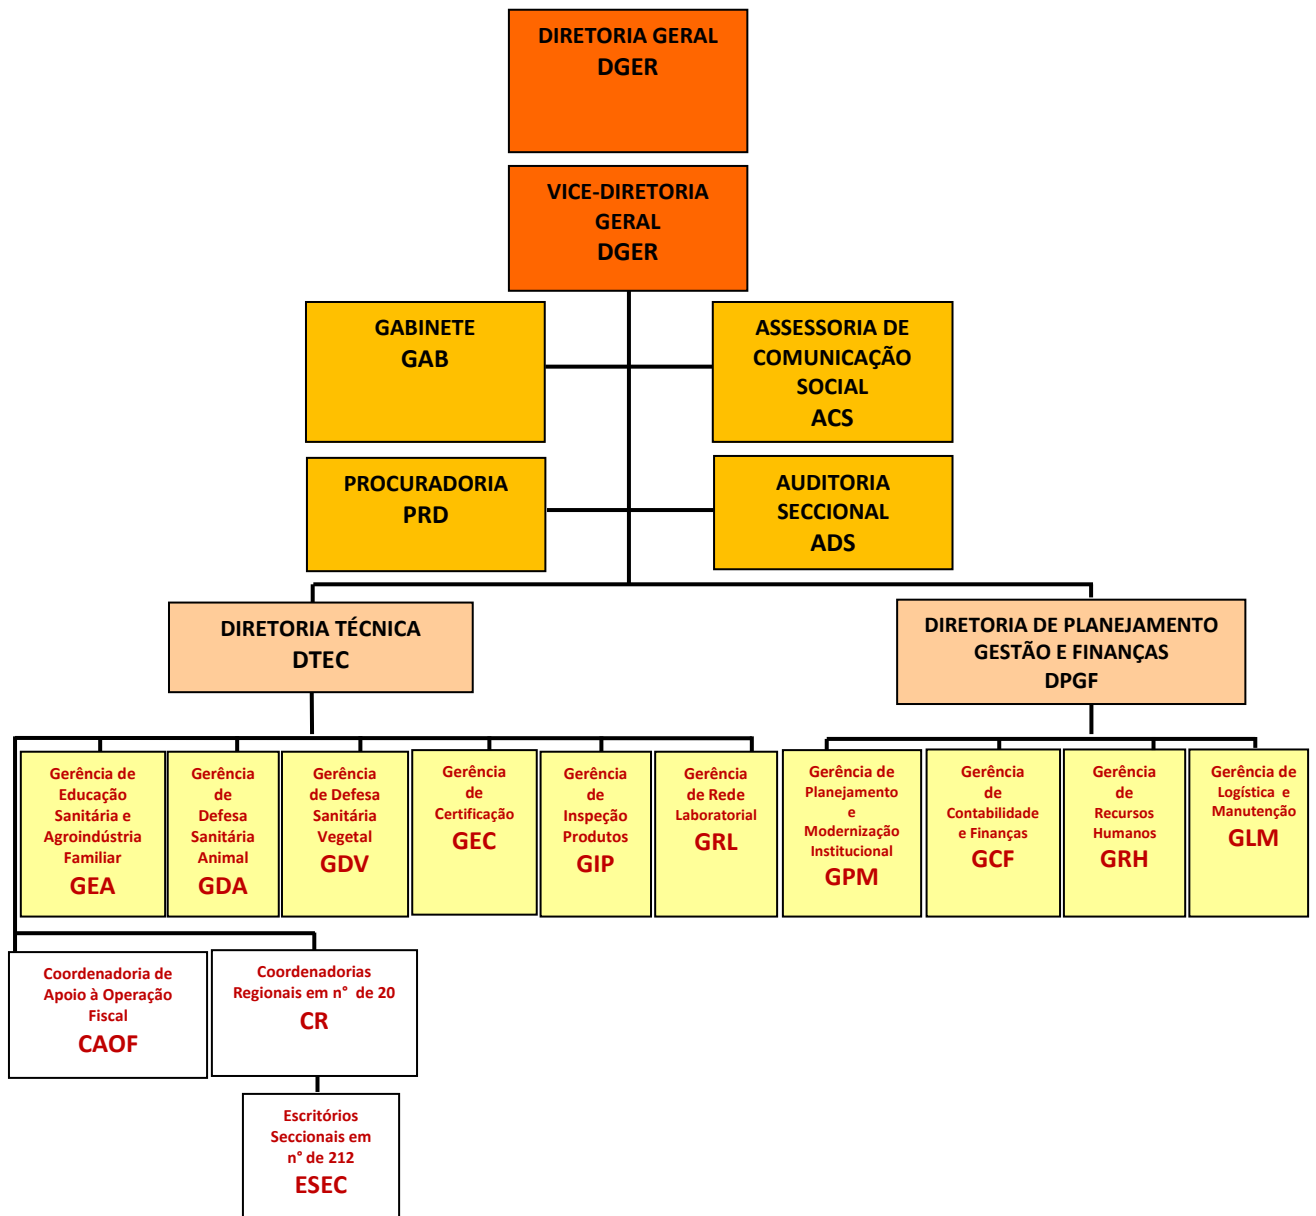 DIRETORIA GERAL
DGER
VICE-DIRETORIA
GERAL
DGER
GABINETE
GAB
ASSESSORIA DE
COMUNICAÇÃO
SOCIAL
ACS
PROCURADORIA
PRD
AUDITORIA
SECCIONAL
ADS
DIRETORIA TÉCNICA
DTEC
DIRETORIA DE PLANEJAMENTO
GESTÃO E FINANÇAS
DPGF
Gerência de
Educação
Sanitária e
Agroindústria
Familiar
GEA
Gerência
de
Defesa
Sanitária
Animal
GDA
Gerência
de Defesa
Sanitária
Vegetal
GDV
Gerência
de
Certificação
GEC
Gerência
de
Inspeção
Produtos
GIP
Gerência
de Rede
Laboratorial
GRL
Gerência de
Planejamento
e
Modernização
Institucional
GPM
Gerência
de
Contabilidade
e Finanças
GCF
Gerência
de
Recursos
Humanos
GRH
Gerência de
Logística e
Manutenção
GLM
Coordenadoria de
Apoio à Operação
Fiscal
CAOF
Coordenadorias
Regionais em n° de 20
CR
Escritórios
Seccionais em
n° de 212
ESEC